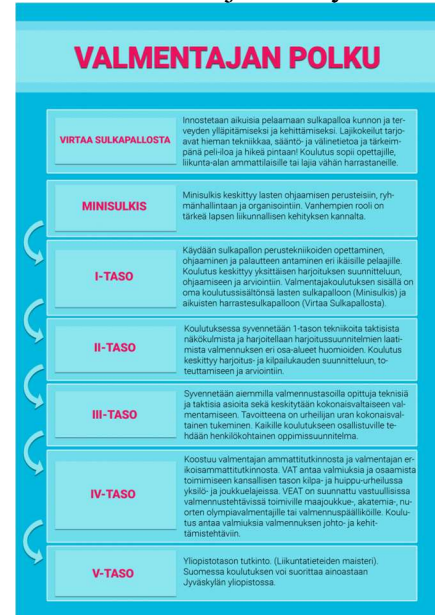 VALMENTAJAN POLKU
VIRTAA SULKAPALLOSTA
Innostetaan aikuisia pelaamaan sulkapalloa kunnon ja ter-
veyden ylläpitämiseksi ja kehittämiseksi. Lajikokeilut tarjo-
avat hieman tekniikkaa, sääntö- ja välinetietoa ja tärkeim-
pänä peli-iloa ja hikeä pintaan! Koulutus sopii opettajille,
liikunta-alan ammattilaisille tai lajia vähän harrastaneille.
MINISULKIS
Minisulkis keskittyy lasten ohjaamisen perusteisiin, ryh-
mänhallintaan ja organisointiin. Vanhempien rooli on
tärkeä lapsen liikunnallisen kehityksen kannalta.
I-TASO
Käydään sulkapallon perustekniikoiden opettaminen,
ohjaaminen ja palautteen antaminen eri ikäisille pelaajille.
Koulutus keskittyy yksittäisen harjoituksen suunnitteluun,
ohjaamiseen ja arviointiin. Valmentajakoulutuksen sisällä on
oma koulutussisältönsä lasten sulkapalloon (Minisulkis) ja
aikuisten harrastesulkapalloon (Virtaa Sulkapallosta).
II-TASO
Koulutuksessa syvennetään 1-tason tekniikoita taktisista
näkökulmista ja harjoitellaan harjoitussuunnitelmien laati-
mista valmennuksen eri osa-alueet huomioiden. Koulutus
keskittyy harjoitus- ja kilpailukauden suunnitteluun, to-
teuttamiseen ja arviointiin.
III-TASO
Syvennetään aiemmilla valmennustasoilla opittuja teknisiä
ja taktisia asioita sekä keskitytään kokonaisvaltaiseen val-
mentamiseen. Tavoitteena on urheilijan uran kokonaisval-
tainen tukeminen. Kaikille koulutukseen osallistuville te-
hdään henkilökohtainen oppimissuunnitelma.
IV-TASO
Koostuu valmentajan ammattitutkinnosta ja valmentajan er-
ikoisammattitutkinnosta. VAT antaa valmiuksia ja osaamista
toimimiseen kansallisen tason kilpa- ja huippu-urheilussa
yksilö- ja joukkuelajeissa. VEAT on suunnattu vastuullisissa
valmennustehtävissä toimiville maajoukkue-, akatemia-, nu-
orten olympiavalmentajille tai valmennuspäälliköille. Koulu-
tus antaa valmiuksia valmennuksen johto- ja kehit-
tämistehtäviin.
V-TASO
Yliopistotason tutkinto. (Liikuntatieteiden maisteri).
Suomessa koulutuksen voi suorittaa ainoastaan
Jyväskylän yliopistossa.